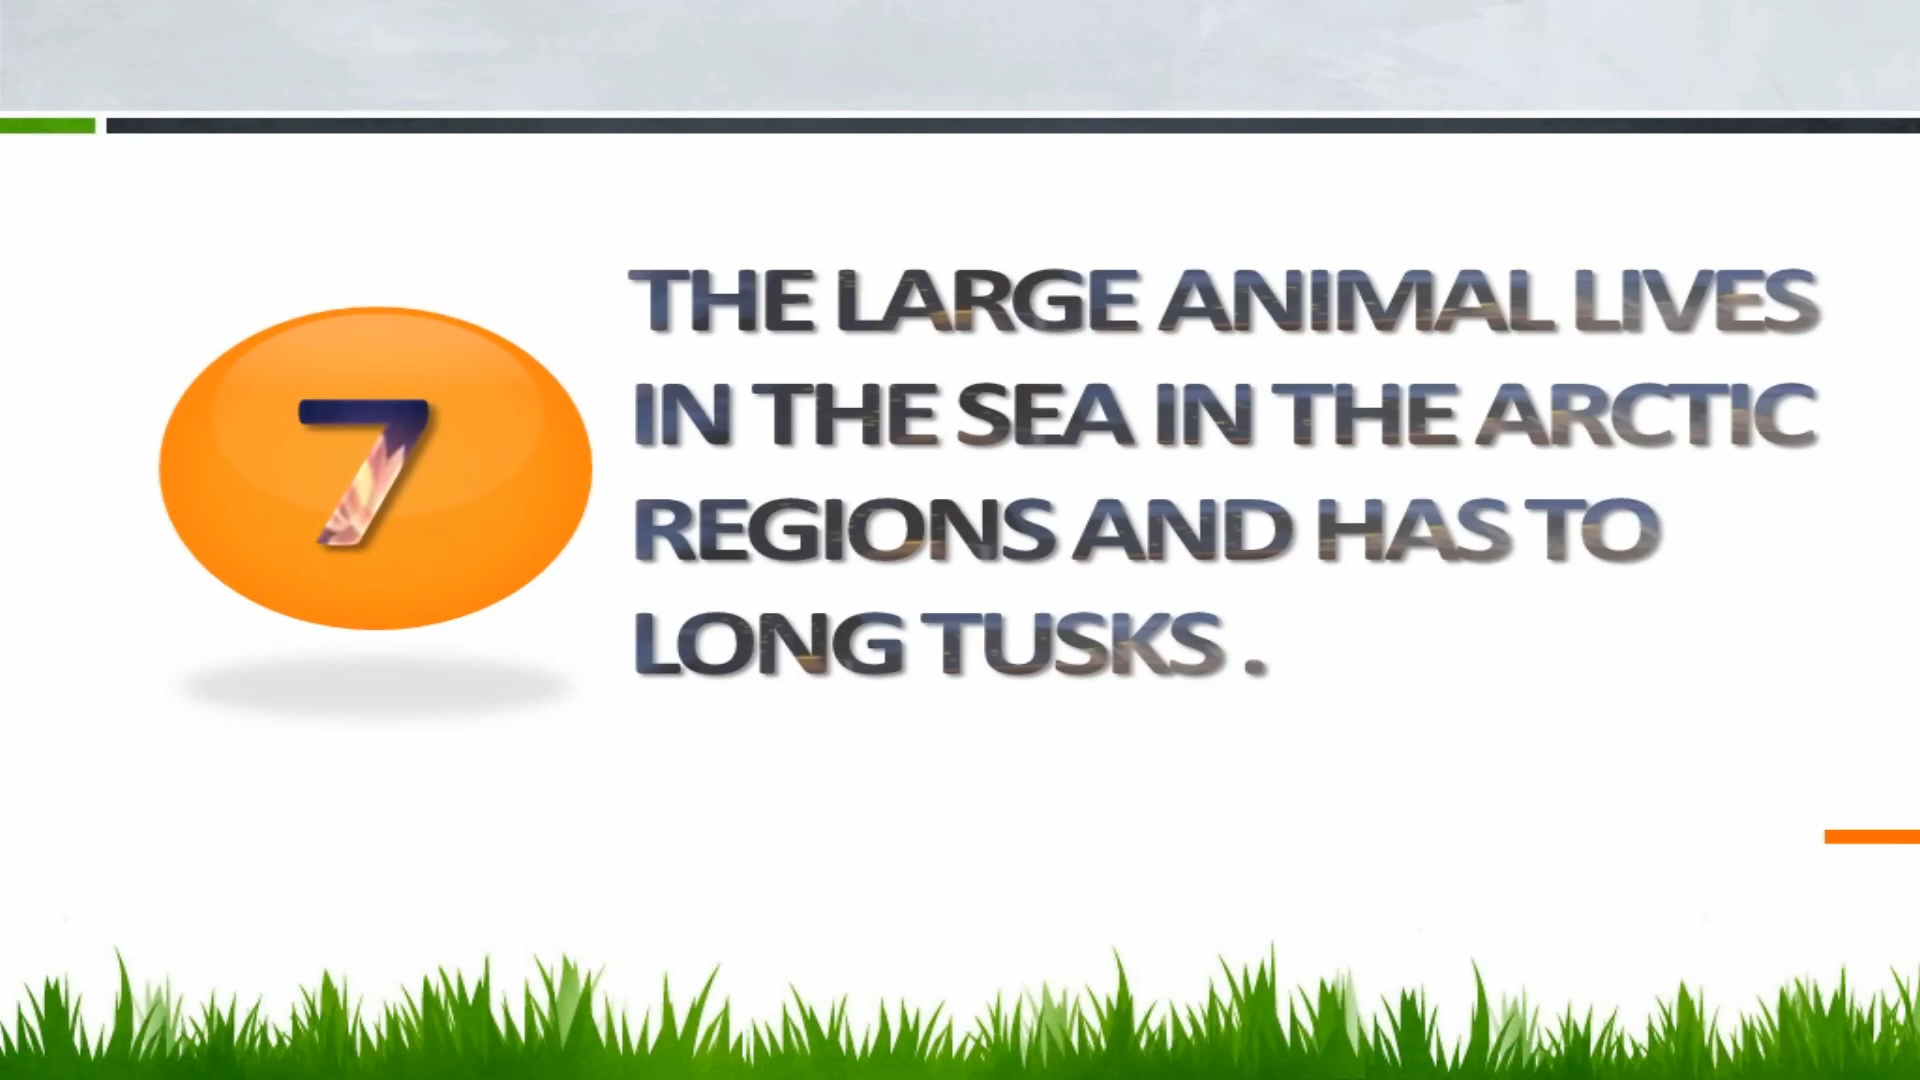 7
THE LARGE ANIMAL LIVES
IN THE SEA IN THE ARCTIC
REGIONS AND HAS TO
LONG TUSKS .